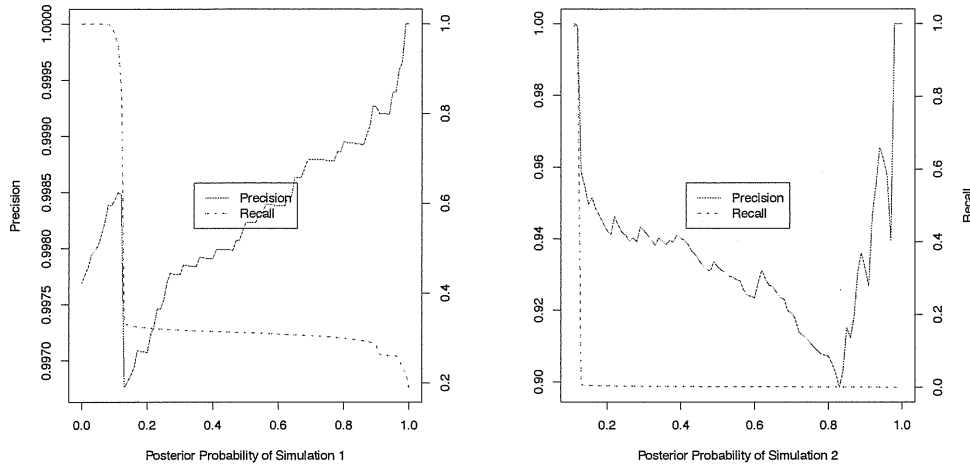 Precision
1.0000
0.9995
0.9990
0.9985
0.9980
0.9975
0.9970
1.0
0.8
0.6
0.4
0.2
Precision
Recall
0.0 0.2 0.4 0.6 0.8 1.0
Posterior Probability of Simulation 1
1.00
0.98
0.96
0.94
0.92
0.90
1.0
0.8
0.6
0.4
0.2
0.0
Recall
Precision
Recall
0.2 0.4 0.6 0.8 1.0
Posterior Probability of Simulation 2